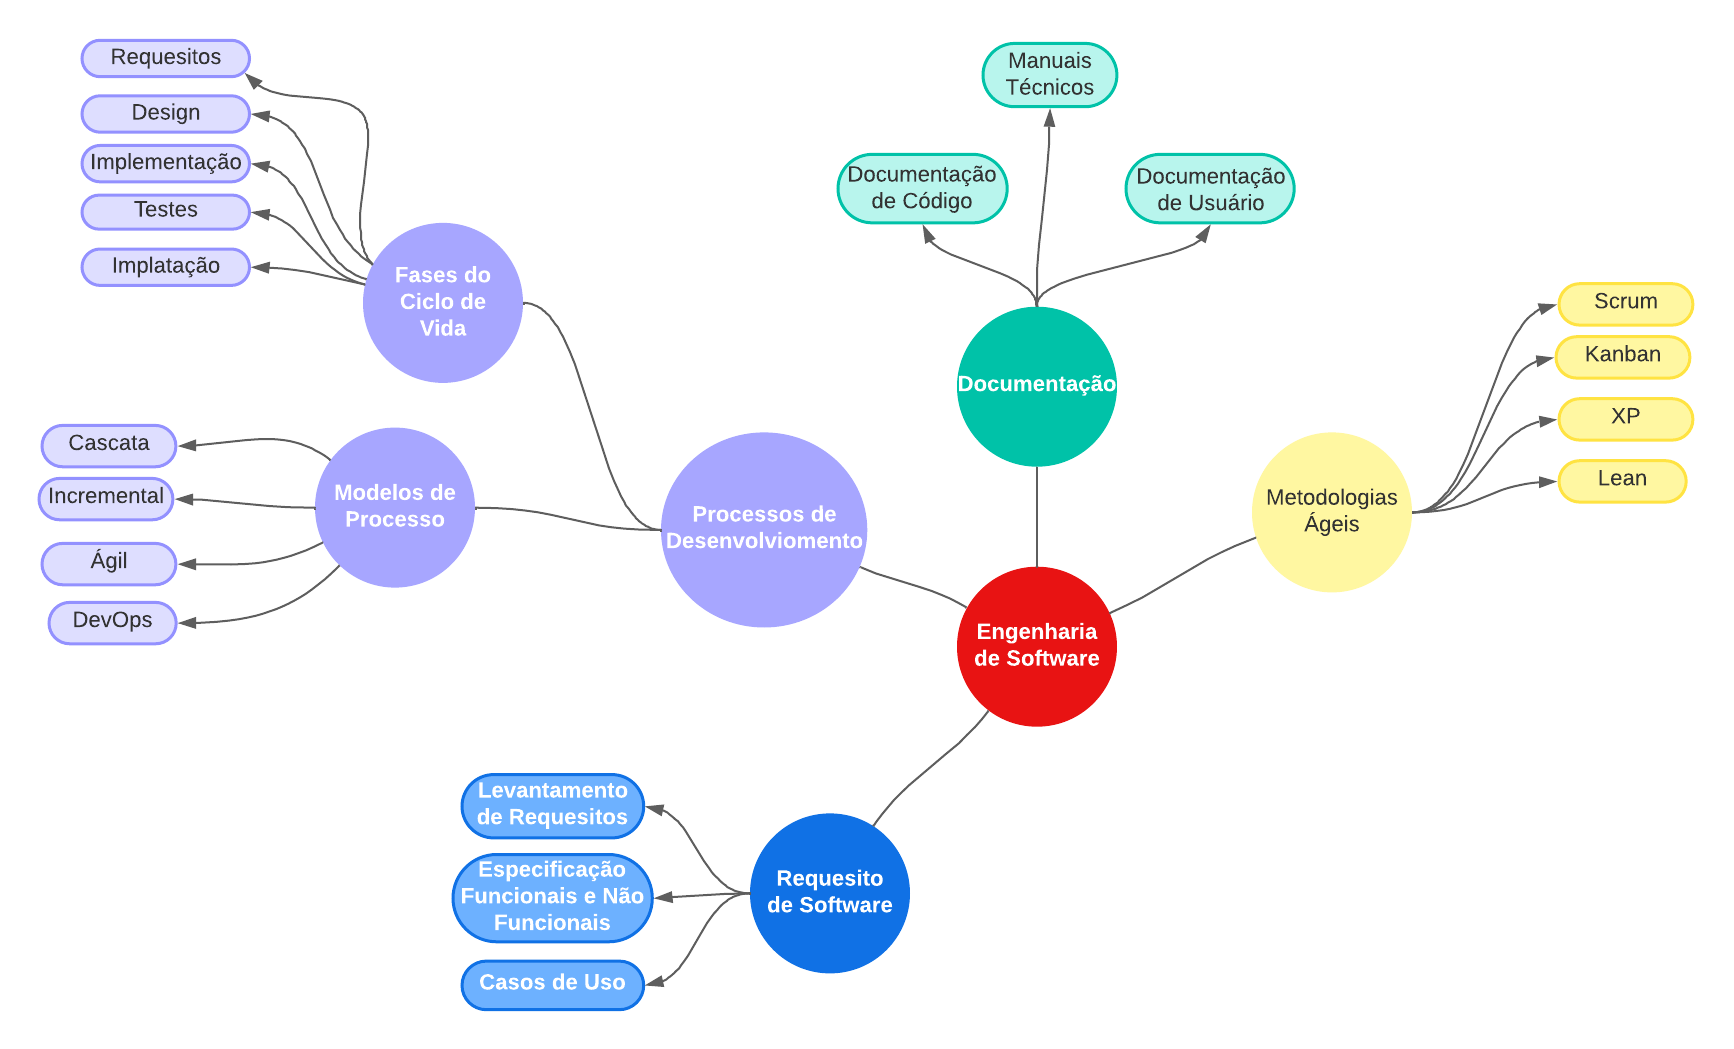 Requesitos
Design
Implementação
Testes
Implatação
Fases do
Ciclo de
Vida
Cascata
Incremental
Ágil
DevOps
Modelos de
Processo
Processos de
Desenvolviomento
Manuais
Técnicos
Documentação
de Código
Documentação
de Usuário
Documentação
Scrum
Kanban
XP
Lean
Metodologias
Ágeis
Engenharia
de Software
Levantamento
de Requesitos
Especificação
Funcionais e Não
Funcionais
Casos de Uso
Requesito
de Software